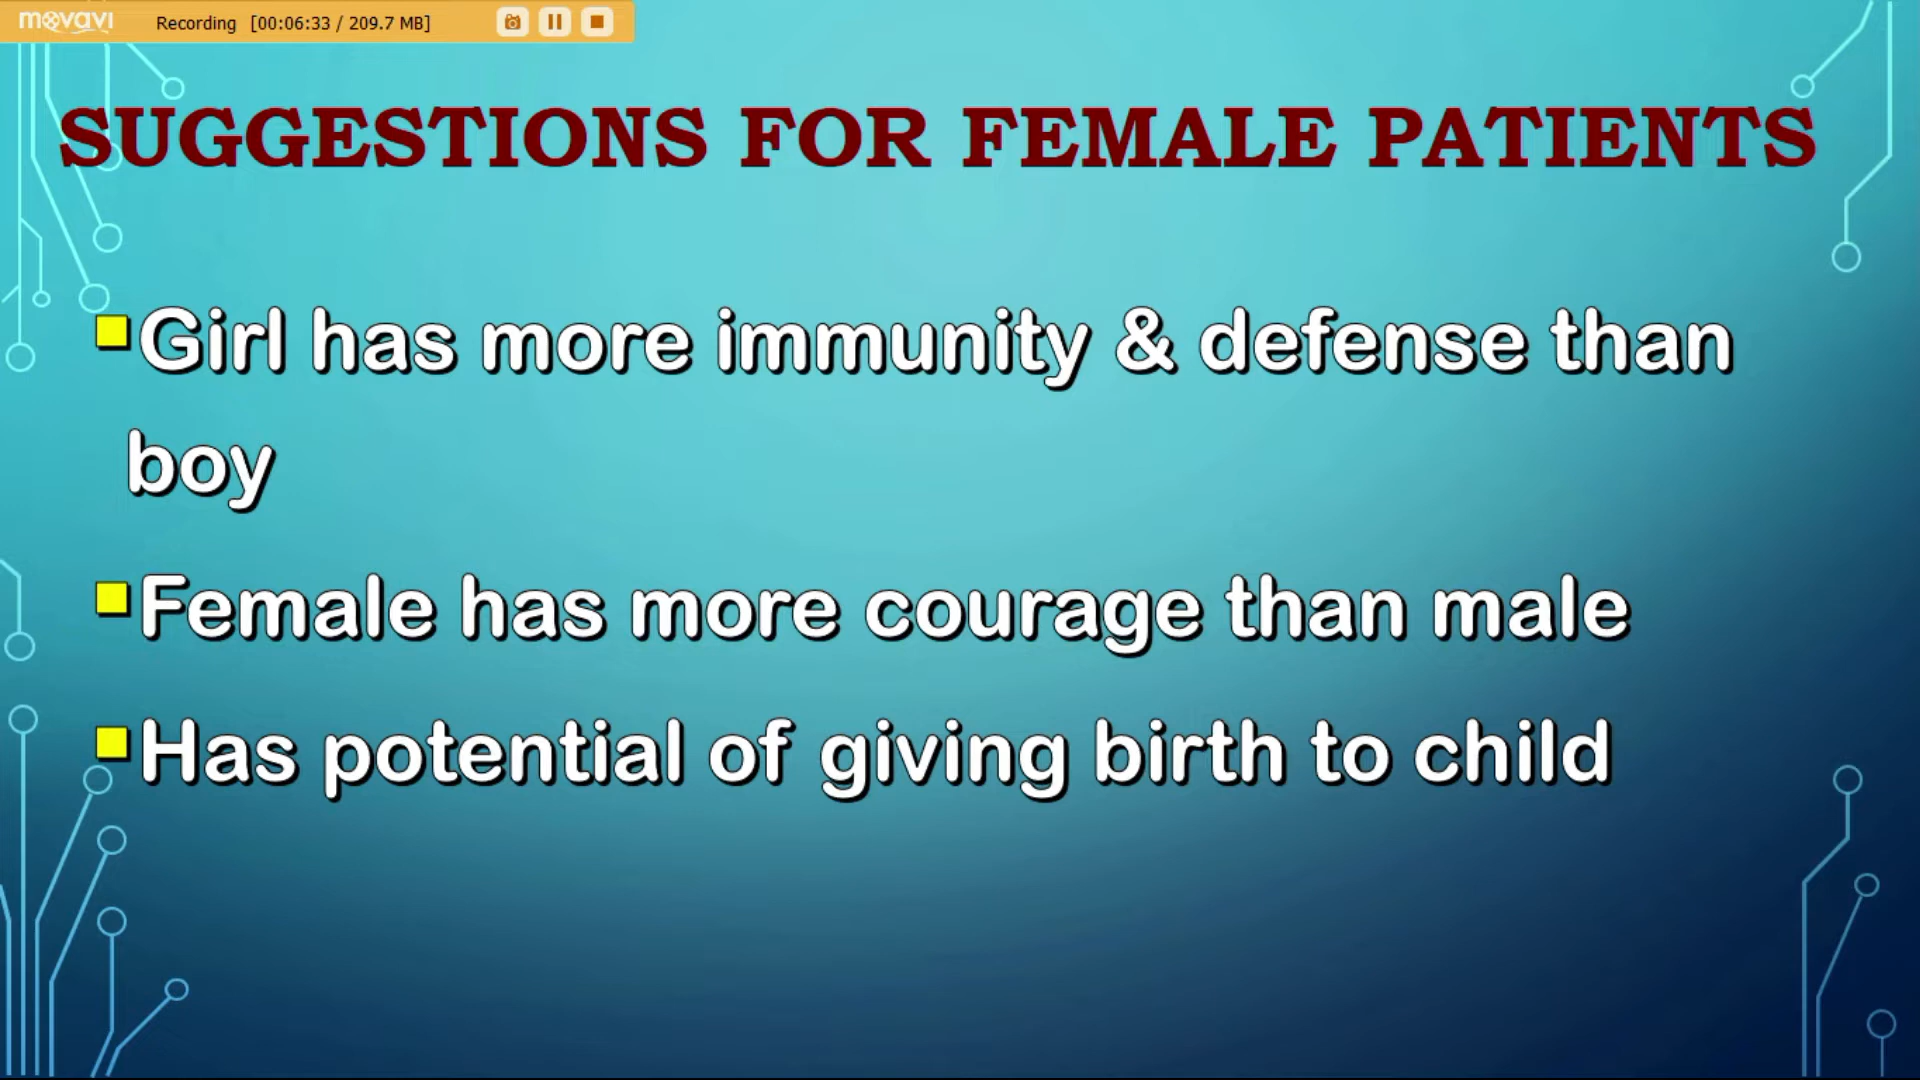 movavi Recording [00:06:33 / 209.7 MB]
SUGGESTIONS FOR FEMALE PATIENTS
Girl has more immunity & defense than
boy
Female has more courage than male
Has potential of giving birth to child